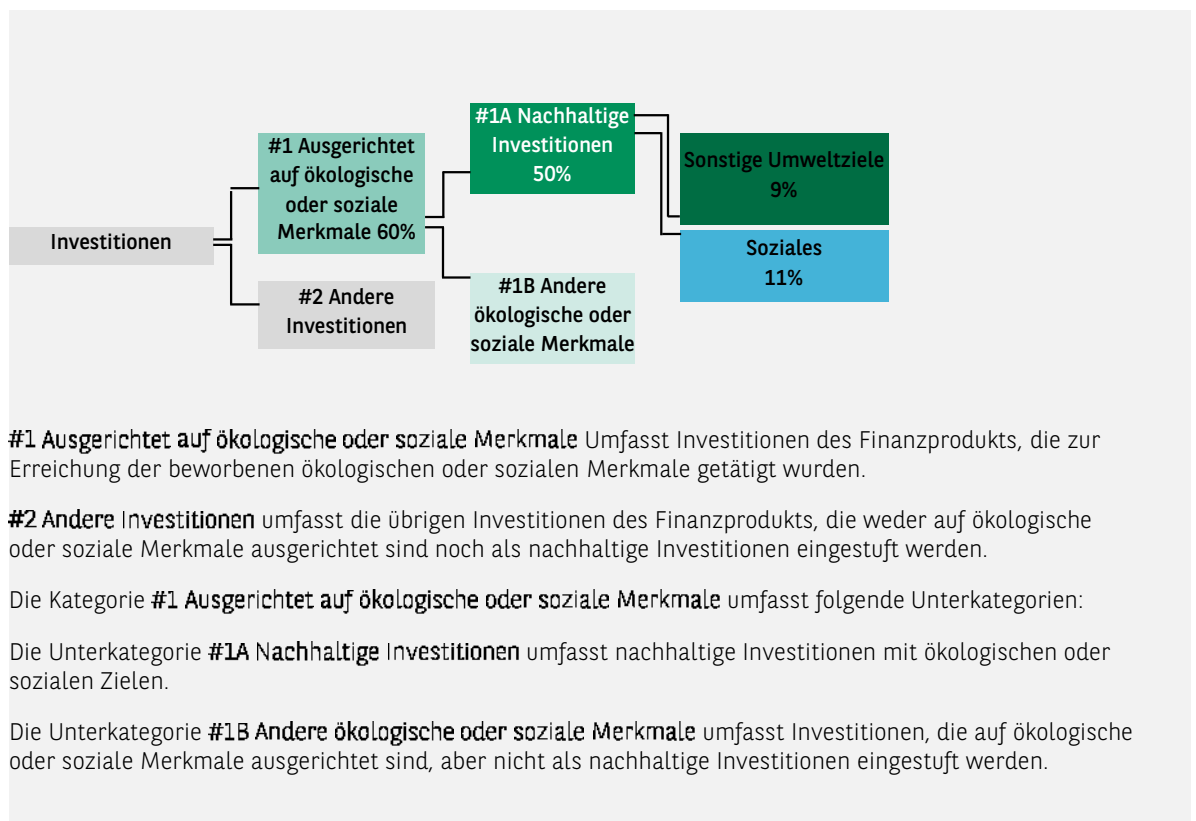 #1A Nachhaltige
Investitionen
50%
#1 Ausgerichtet
auf ökologische
oder soziale
Merkmale 60%
Sonstige Umweltziele
9%
Investitionen
Soziales
11%
#2 Andere
Investitionen
#1B Andere
ökologische oder
soziale Merkmale
#1 Ausgerichtet auf ökologische oder soziale Merkmale Umfasst Investitionen des Finanzprodukts, die zur
Erreichung der beworbenen ökologischen oder sozialen Merkmale getätigt wurden.
#2 Andere Investitionen umfasst die übrigen Investitionen des Finanzprodukts, die weder auf ökologische
oder soziale Merkmale ausgerichtet sind noch als nachhaltige Investitionen eingestuft werden.
Die Kategorie #1 Ausgerichtet auf ökologische oder soziale Merkmale umfasst folgende Unterkategorien:
Die Unterkategorie #1A Nachhaltige Investitionen umfasst nachhaltige Investitionen mit ökologischen oder
sozialen Zielen.
Die Unterkategorie #1B Andere ökologische oder soziale Merkmale umfasst Investitionen, die auf ökologische
oder soziale Merkmale ausgerichtet sind, aber nicht als nachhaltige Investitionen eingestuft werden.